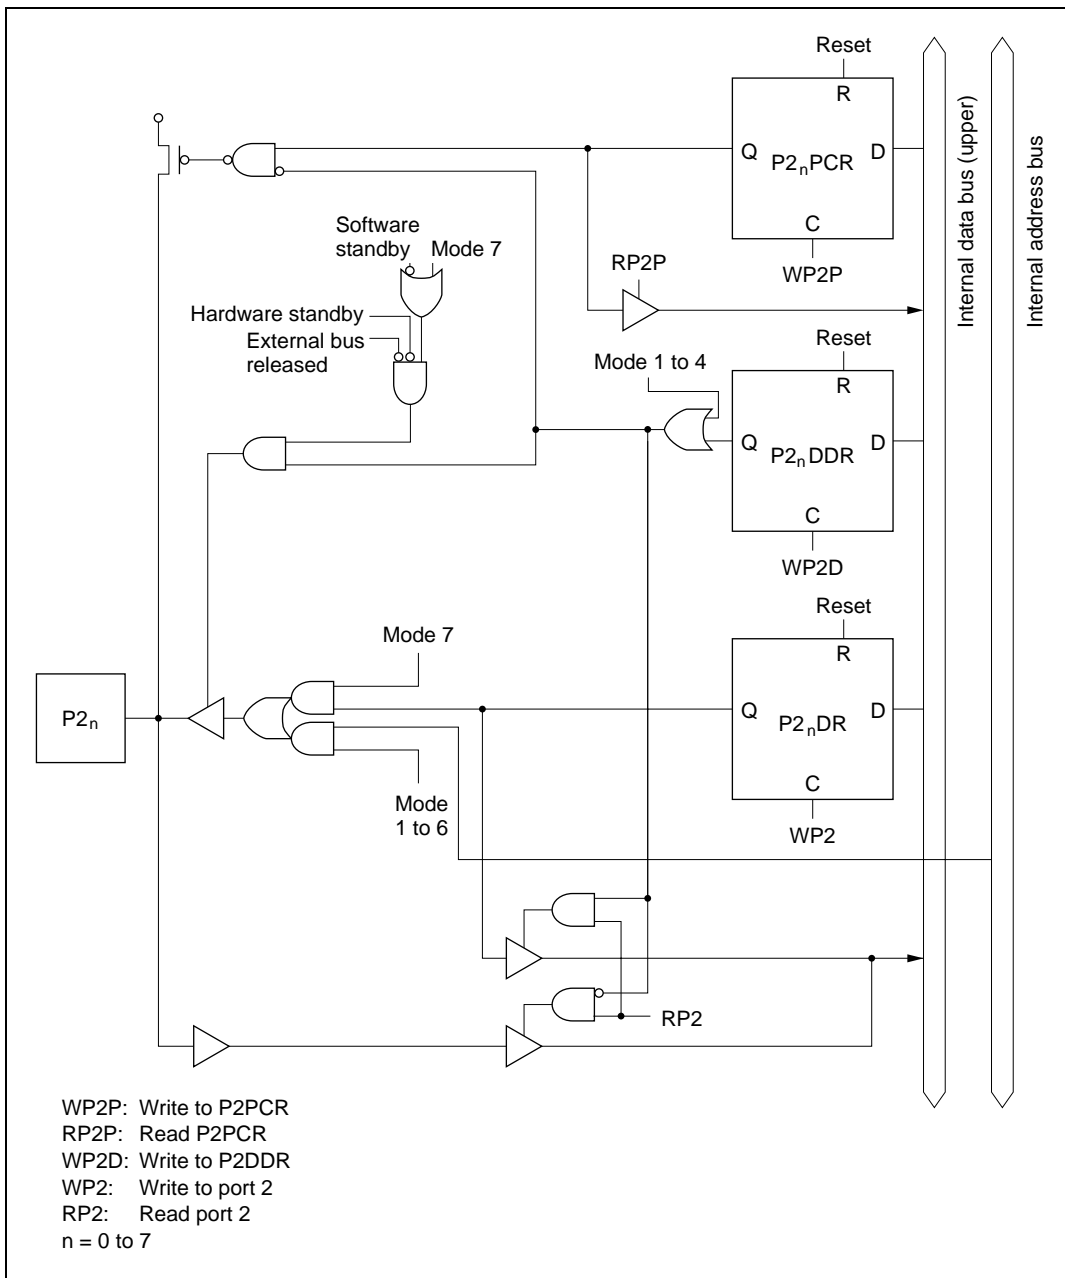 Reset
R
Q
P2nPCR
D
C
WP2P
Internal data bus (upper)
Internal address bus
Software
standby
Mode 7
RP2P
Hardware standby
External bus
released
Reset
Mode 1 to 4
R
Q
P2nDDR
D
C
WP2D
Reset
Mode 7
R
P2n
Q
P2nDR
D
C
Mode
1 to 6
WP2
RP2
WP2P: Write to P2PCR
RP2P: Read P2PCR
WP2D: Write to P2DDR
WP2: Write to port 2
RP2: Read port 2
n = 0 to 7